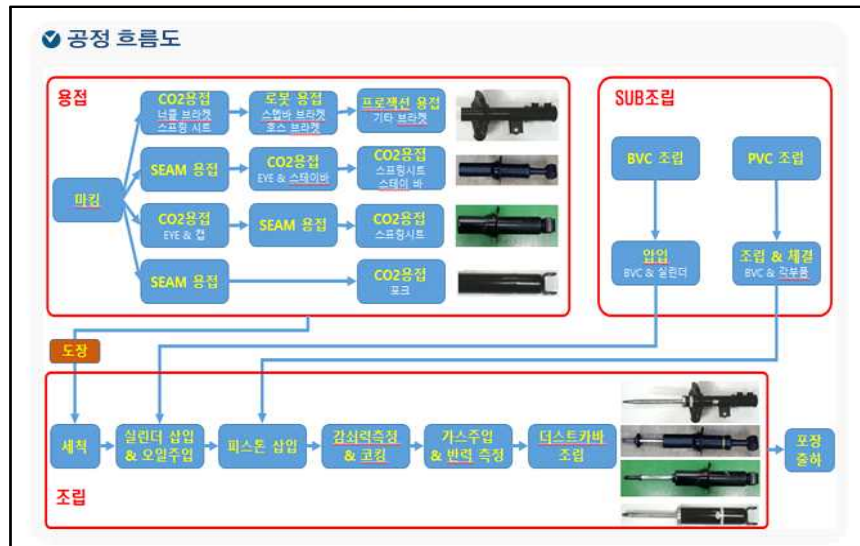 공정 흐름도
용접
CO2용접
너클 브라켓
스프링 시트
로봇 용접
스텝바 브라켓
호스 브라켓
프로젝션 용접
기타 브라켓
SEAM 용접
CO2용접
EYE & 스테이바
CO2용접
스프링시트
스테이 바
마킹
CO2용접
EYE & 캡
SEAM 용접
CO2용접
스프링시트
SEAM 용접
CO2용접
포크
SUB조립
BVC 조립
PVC 조립
압입
BVC & 실린더
조립 & 체결
BVC & 각부품
도장
세척
실린더 삽입
& 오일주입
피스톤 삽입
감쇠력측정
& 코킹
가스주입
& 반력 측정
더스트카바
조립
포장
출하
조립